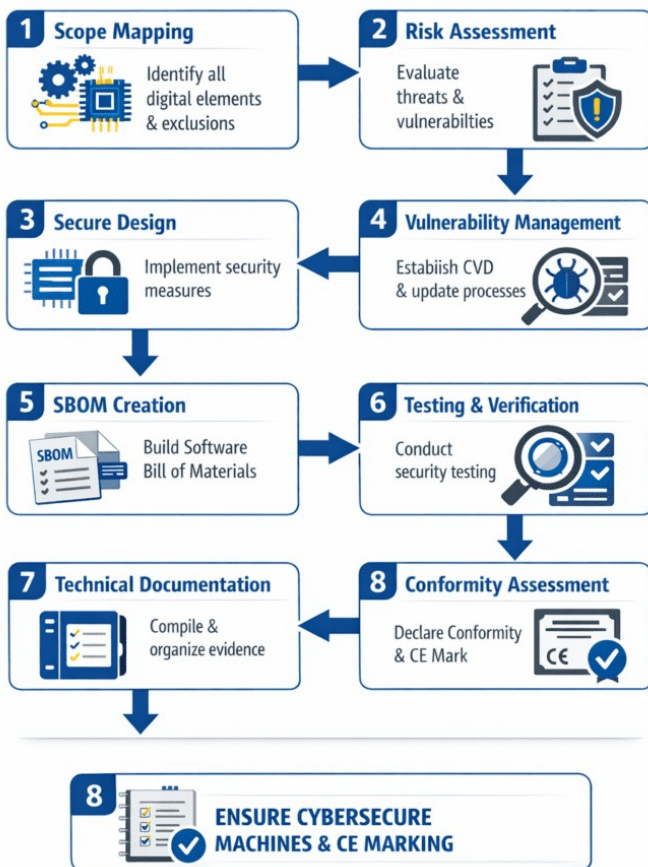 1 Scope Mapping
Identify all
digital elements
& exclusions
2 Risk Assessment
Evaluate
threats &
vulnerabilties
3 Secure Design
Implement security
measures
4 Vulnerability Management
Estabiish CVD
& update processes
5 SBOM Creation
SBOM
Build Software
Bill of Materials
6 Testing & Verification
Conduct
security testing
7 Technical Documentation
Compile &
organize evidence
8 Conformity Assessment
Declare Conformity
& CE Mark
CE
8
ENSURE CYBERSECURE
MACHINES & CE MARKING